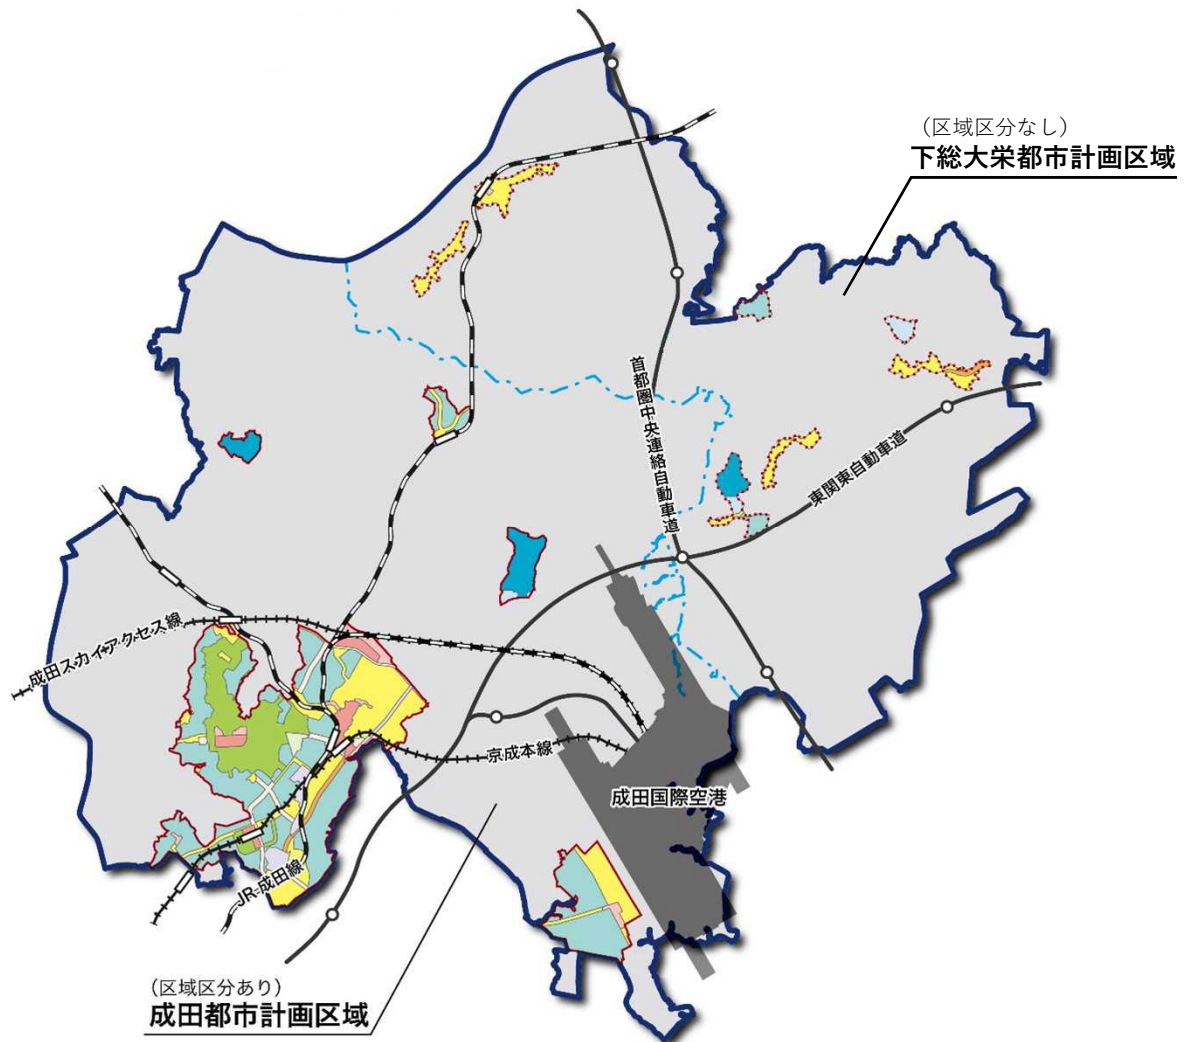 （区域区分なし）
下総大栄都市計画区域
首都圏中央連絡自動車道
東関東自動車道
成田スカイアクセス線
京成本線
成田国際空港
JR成田線
（区域区分あり）
成田都市計画区域